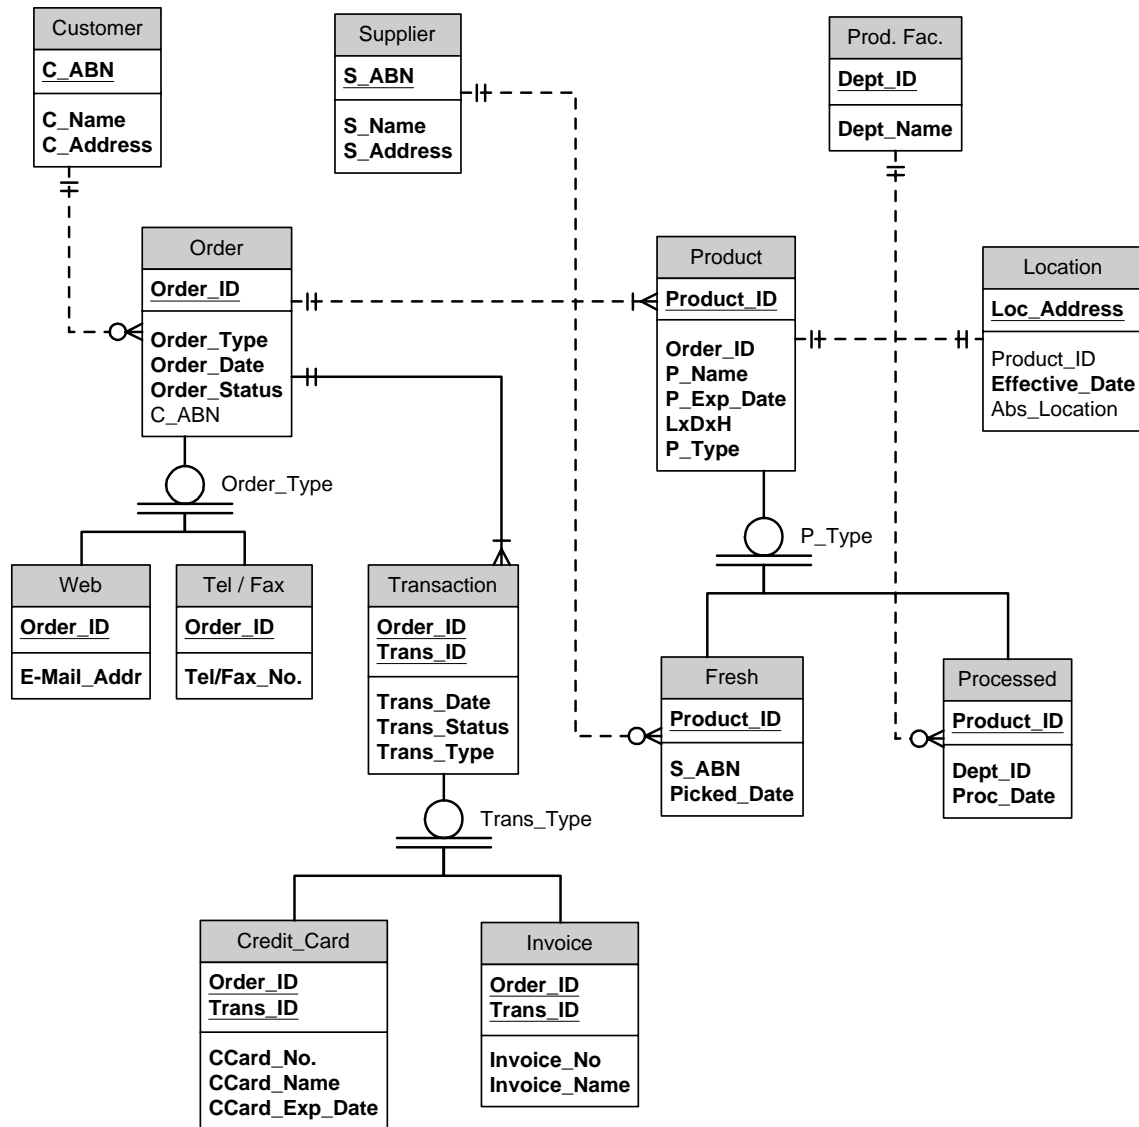 Customer
C_ABN
C_Name
C_Address
Supplier
S_ABN
S_Name
S_Address
Prod. Fac.
Dept_ID
Dept_Name
Order
Order_ID
Order_Type
Order_Date
Order_Status
C_ABN
Product
Product_ID
Order_ID
P_Name
P_Exp_Date
LxDxH
P_Type
Location
Loc_Address
Product_ID
Effective_Date
Abs_Location
Order_Type
P_Type
Web
Order_ID
E-Mail_Addr
Tel / Fax
Order_ID
Tel/Fax_No.
Transaction
Order_ID
Trans_ID
Trans_Date
Trans_Status
Trans_Type
Fresh
Product_ID
S_ABN
Picked_Date
Processed
Product_ID
Dept_ID
Proc_Date
Trans_Type
Credit_Card
Order_ID
Trans_ID
CCard_No.
CCard_Name
CCard_Exp_Date
Invoice
Order_ID
Trans_ID
Invoice_No
Invoice_Name